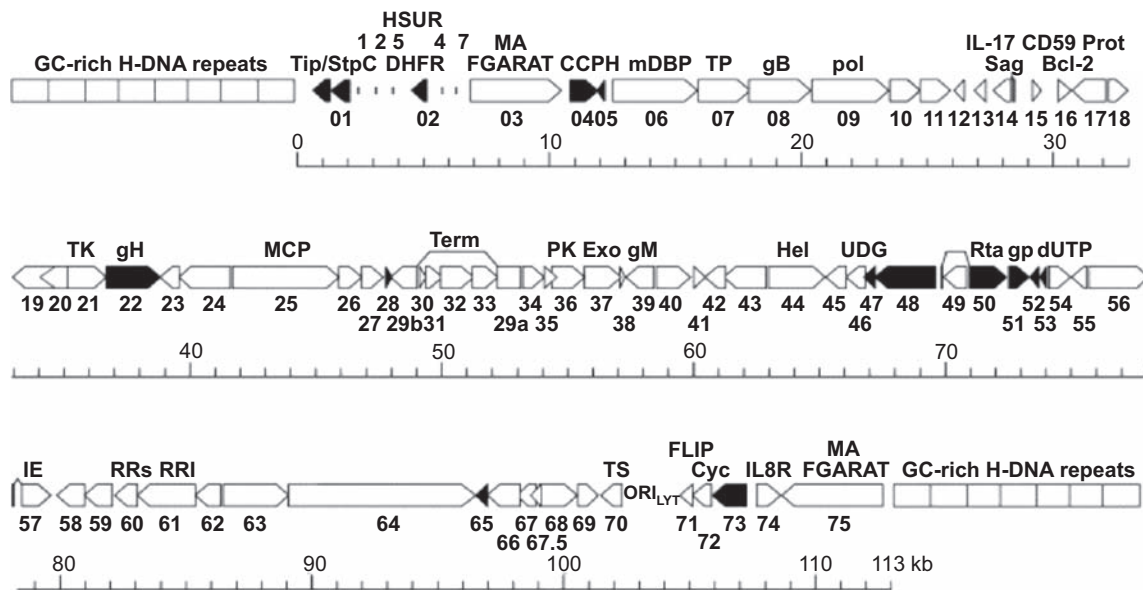 HSUR
1 2 5 4 7 MA IL-17 CD59 Prot
GC-rich H-DNA repeats Tip/StpC DHFR FGARAT CCPH mDBP TP gB pol Sag Bcl-2
01 02 03 04 05 06 07 08 09 10 11 12 13 14 15 16 17 18
0 10 20 30
Term
TK gH MCP PK Exo gM Hel UDG Rta gp dUTP
19 20 21 22 23 24 25 26 28 30 32 33 34 36 37 39 40 42 43 44 45 47 48 49 50 52 54 56
27 29b 31 29a 35 38 41 46 51 53 55
40 50 60 70
FLIP MA
IE RRs RRI TS ORILYT Cyc IL8R FGARAT GC-rich H-DNA repeats
57 58 59 60 61 62 63 64 65 67 68 69 70 71 73 74 75
66 67.5 72
80 90 100 110 113 kb